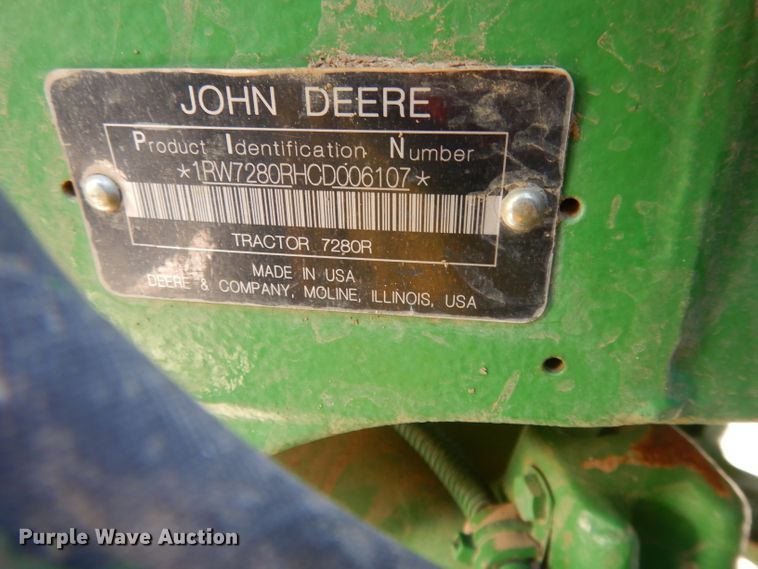 JOHN DEERE
Product Identification Number
*1RW7280RHCD006107*
TRACTOR 7280R
MADE IN USA
DEERE & COMPANY, MOLINE, ILLINOIS, USA
Purple Wave Auction